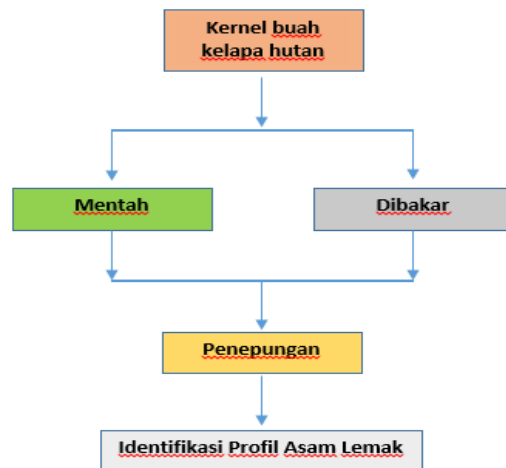 Kernel buah
kelapa hutan
Mentah
Dibakar
Penepungan
Identifikasi Profil Asam Lemak